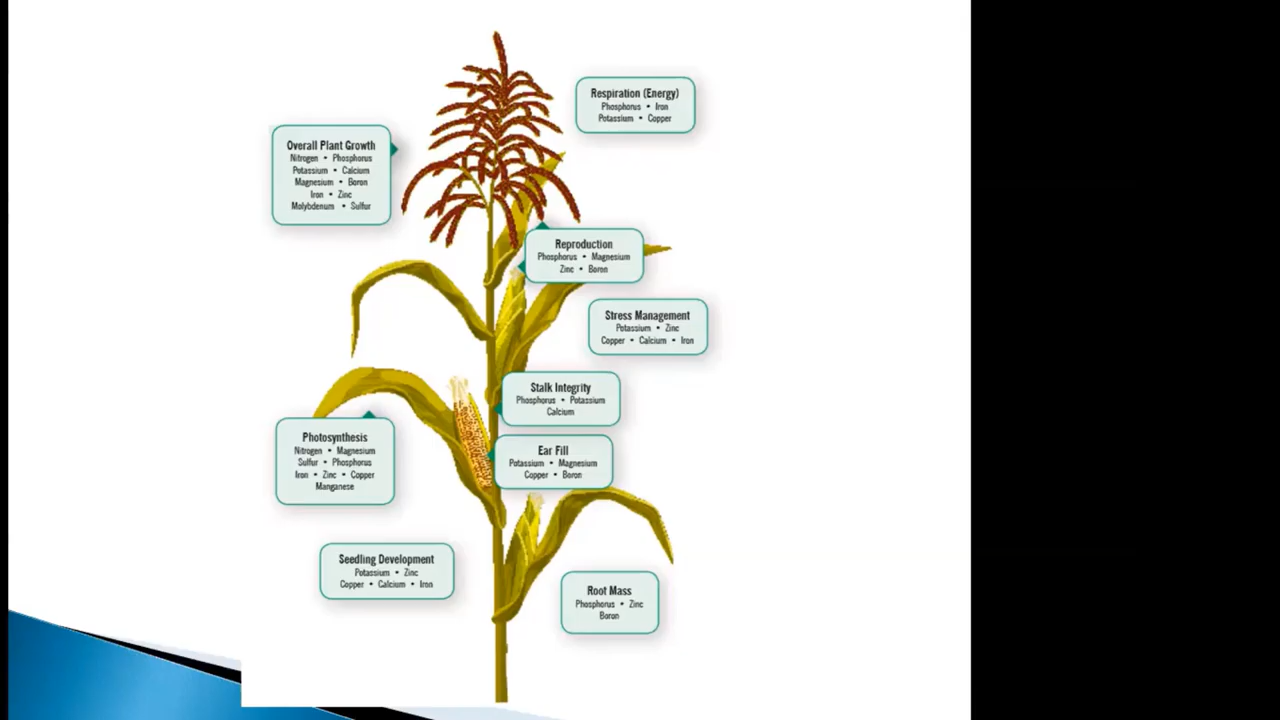 Respiration (Energy)
Phosphorus • Iron
Potassium • Copper
Overall Plant Growth
Nitrogen • Phosphorus
Potassium • Calcium
Magnesium • Boron
Iron • Zinc
Molybdenum • Sulfur
Reproduction
Phosphorus • Magnesium
Zinc • Boron
Stress Management
Potassium • Zinc
Copper • Calcium • Iron
Stalk Integrity
Phosphorus • Potassium
Calcium
Photosynthesis
Nitrogen • Magnesium
Sulfur • Phosphorus
Iron • Zinc • Copper
Manganese
Ear Fill
Potassium • Magnesium
Copper • Boron
Seedling Development
Potassium • Zinc
Copper • Calcium • Iron
Root Mass
Phosphorus • Zinc
Boron